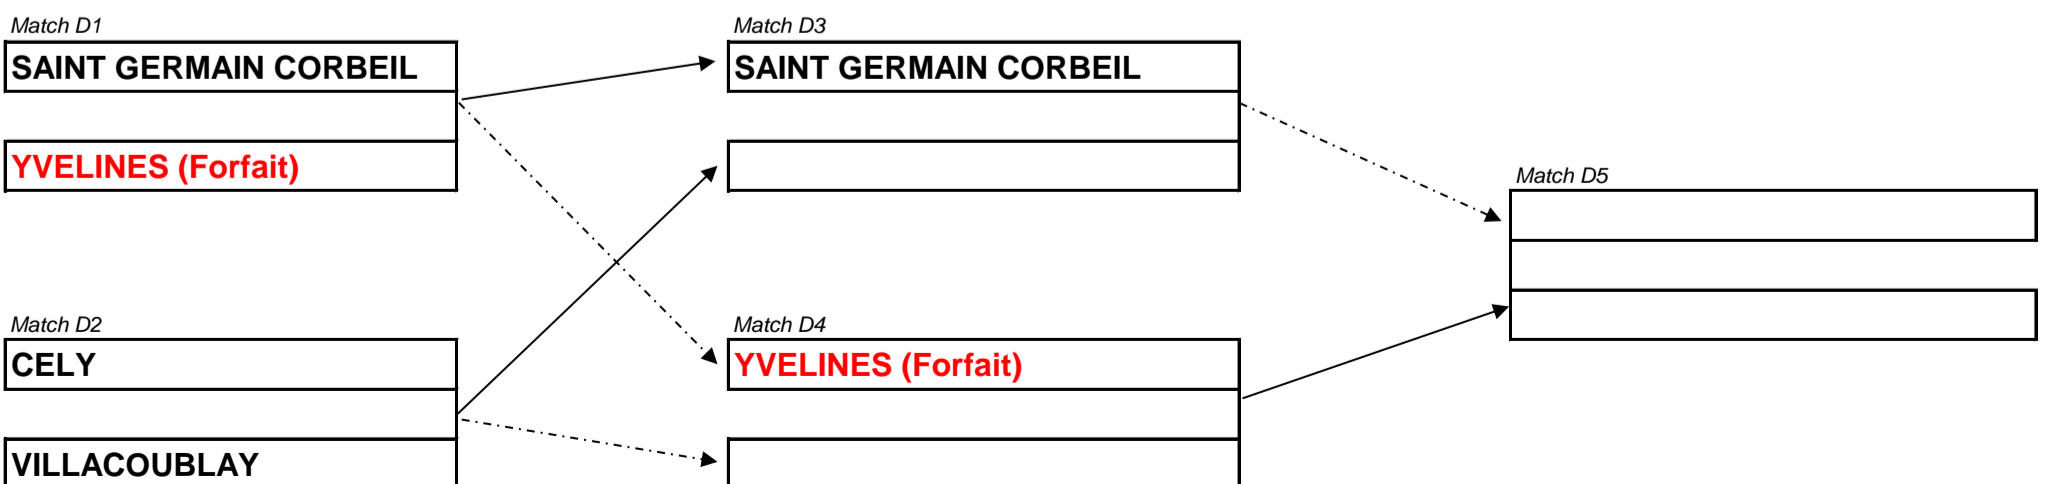 Match D1
SAINT GERMAIN CORBEIL
YVELINES (Forfait)
Match D2
CELY
VILLACOUBLAY
Match D3
SAINT GERMAIN CORBEIL
Match D4
YVELINES (Forfait)
Match D5